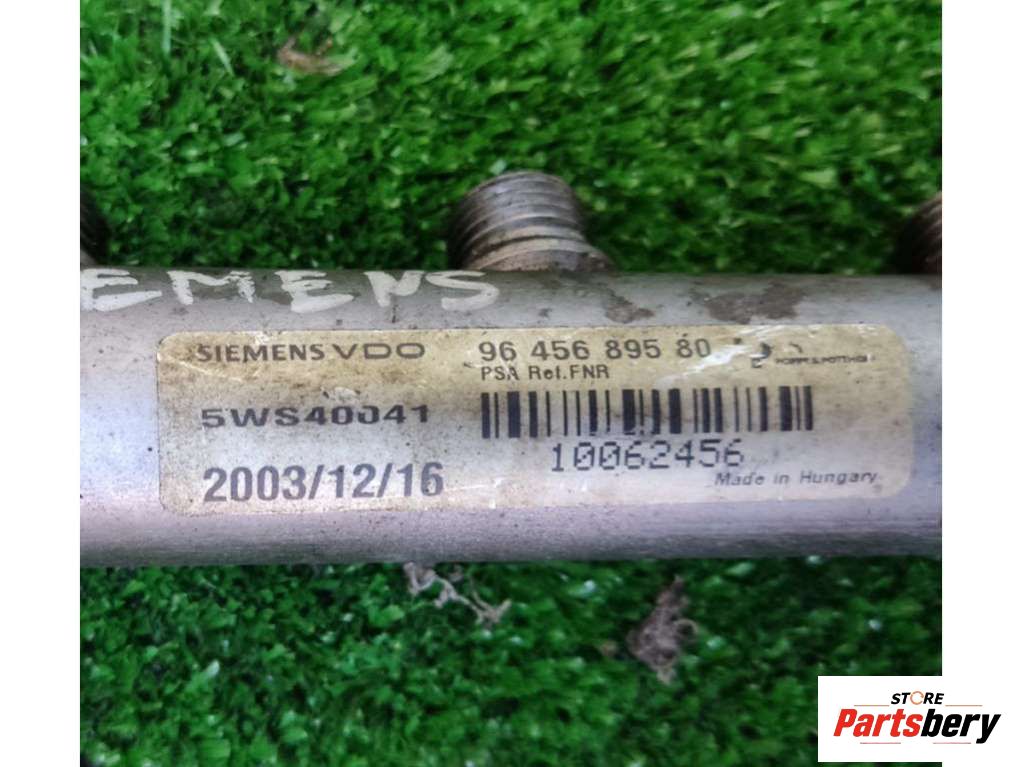 EMENS
SIEMENS VDO 96 456 895 80
PSA Ref.FNR
5WS40041
10062456
2003/12/16 Made in Hungary
STORE
Partsbery